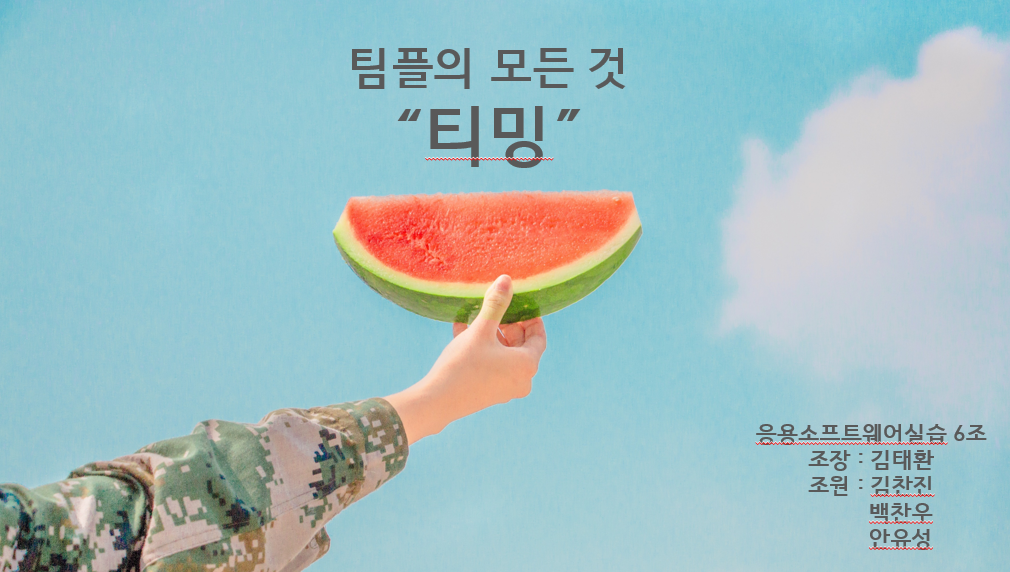 팀플의 모든 것
“티밍”
응용소프트웨어실습 6조
조장 : 김태환
조원 : 김찬진
백찬우
안유성